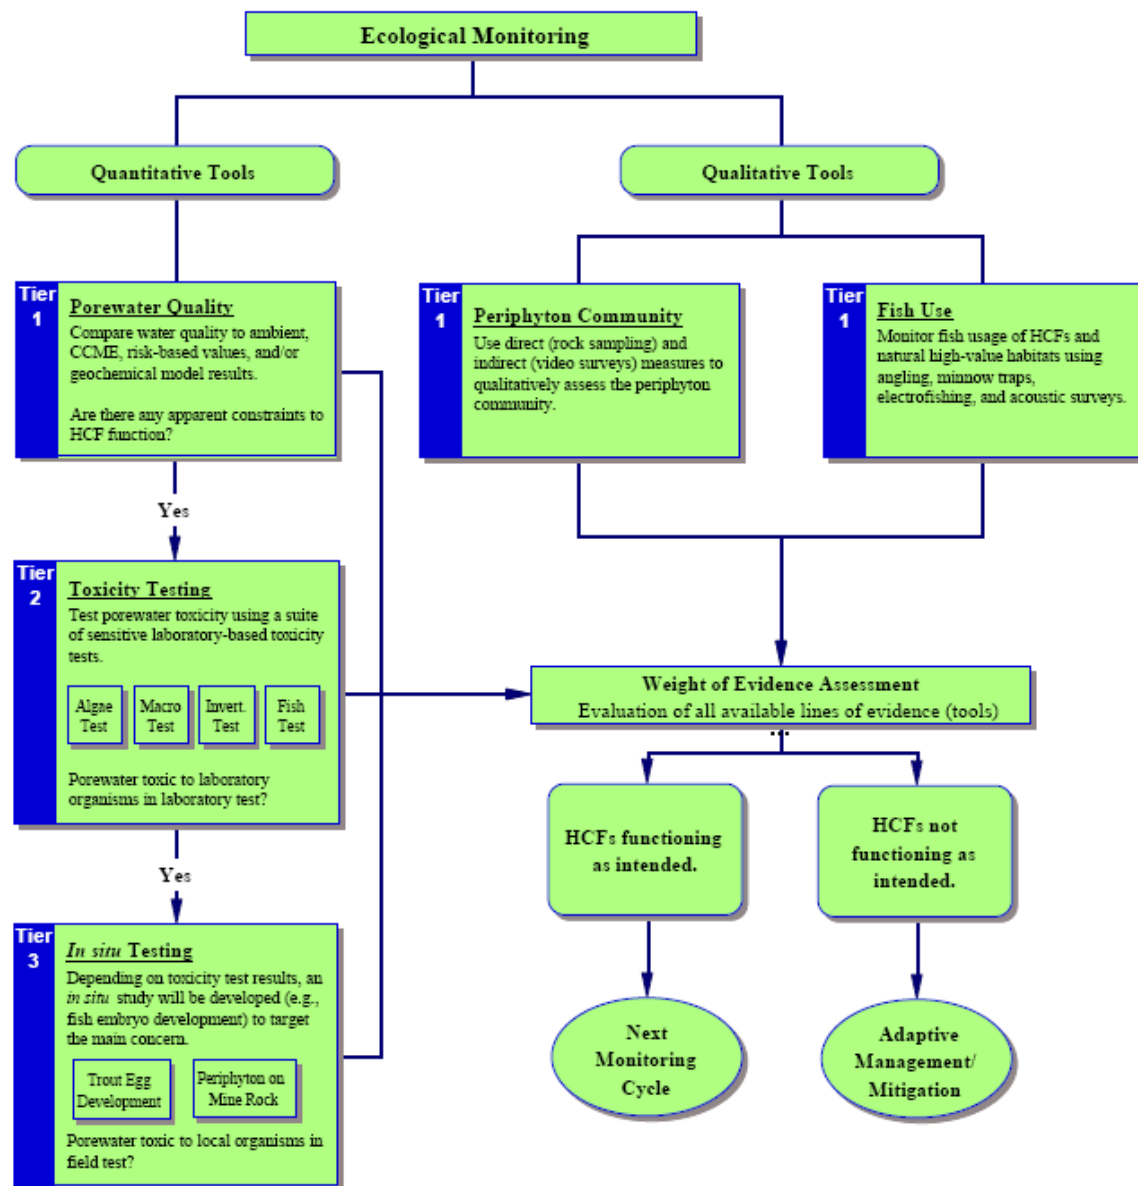 Ecological Monitoring
Quantitative Tools
Qualitative Tools
Tier
1
Porewater Quality
Compare water quality to ambient,
CCME, risk-based values, and/or
geochemical model results.
Are there any apparent constraints to
HCF function?
Tier
1
Periphyton Community
Use direct (rock sampling) and
indirect (video surveys) measures to
qualitatively assess the periphyton
community.
Tier
1
Fish Use
Monitor fish usage of HCFs and
natural high-value habitats using
angling, minnow traps,
electrofishing, and acoustic surveys.
Yes
Tier
2
Toxicity Testing
Test porewater toxicity using a suite
of sensitive laboratory-based toxicity
tests.
Algae
Test
Macro
Test
Invert.
Test
Fish
Test
Porewater toxic to laboratory
organisms in laboratory test?
Weight of Evidence Assessment
Evaluation of all available lines of evidence (tools)
...
HCFs functioning
as intended.
HCFs not
functioning as
intended.
Yes
Tier
3
In situ Testing
Depending on toxicity test results, an
in situ study will be developed (e.g.,
fish embryo development) to target
the main concern.
Trout Egg
Development
Periphyton on
Mine Rock
Porewater toxic to local organisms in
field test?
Next
Monitoring
Cycle
Adaptive
Management/
Mitigation